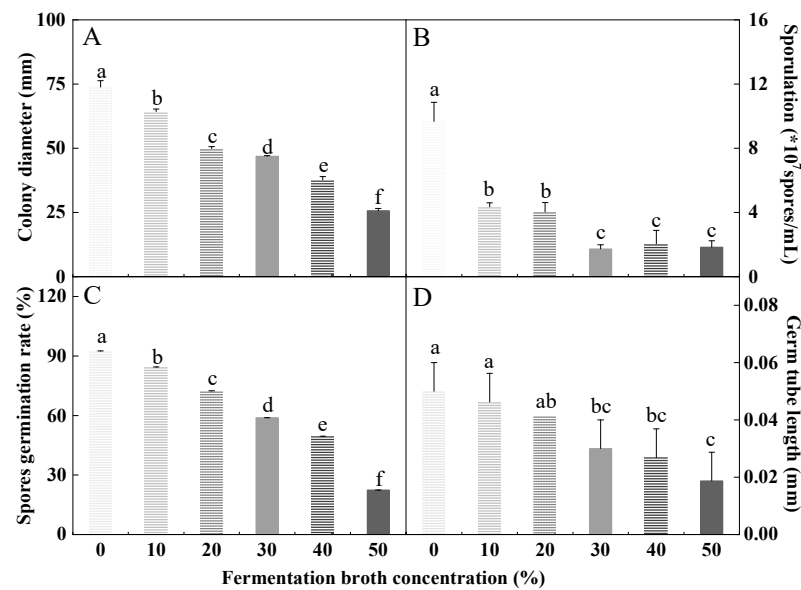 A
Colony diameter (mm)
100
75
50
25
0
a
b
c
d
e
f
B
Sporulation (*10⁷ spores/mL)
16
12
8
4
0
a
b
b
c
c
c
C
Spores germination rate (%)
120
90
60
30
0
a
b
c
d
e
f
D
Germ tube length (mm)
0.08
0.06
0.04
0.02
0.00
a
a
ab
bc
bc
c
0 10 20 30 40 50
0 10 20 30 40 50
Fermentation broth concentration (%)